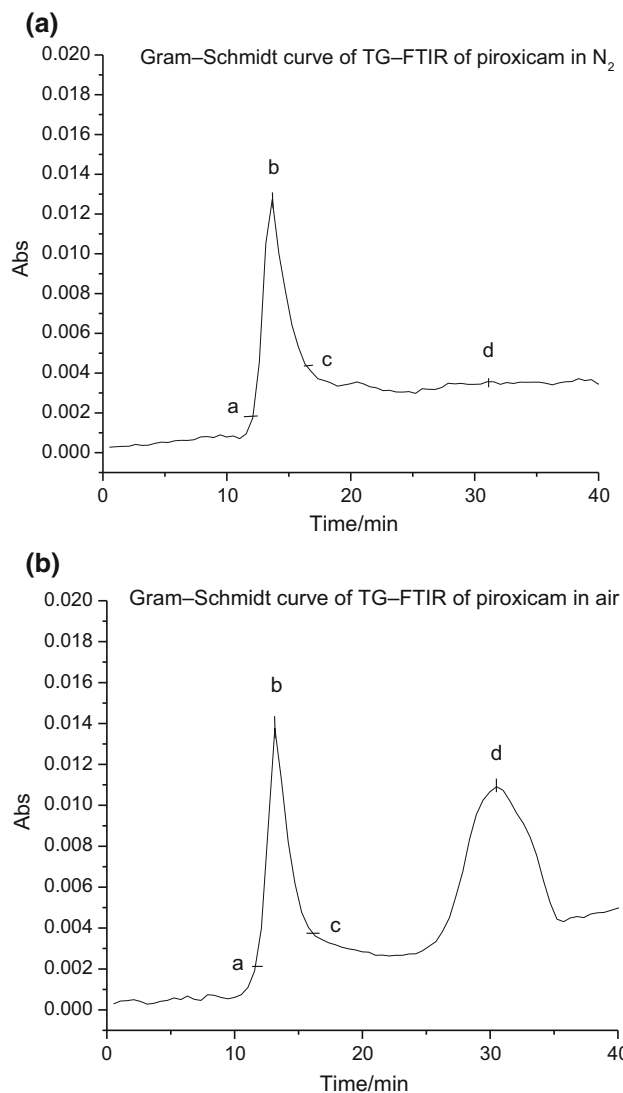 (a)
Gram–Schmidt curve of TG–FTIR of piroxicam in N₂
0.020
0.018
0.016
0.014
0.012
0.010
0.008
0.006
0.004
0.002
0.000
Abs
a
b
c
d
0 10 20 30 40
Time/min
(b)
Gram–Schmidt curve of TG–FTIR of piroxicam in air
0.020
0.018
0.016
0.014
0.012
0.010
0.008
0.006
0.004
0.002
0.000
Abs
a
b
c
d
0 10 20 30 40
Time/min